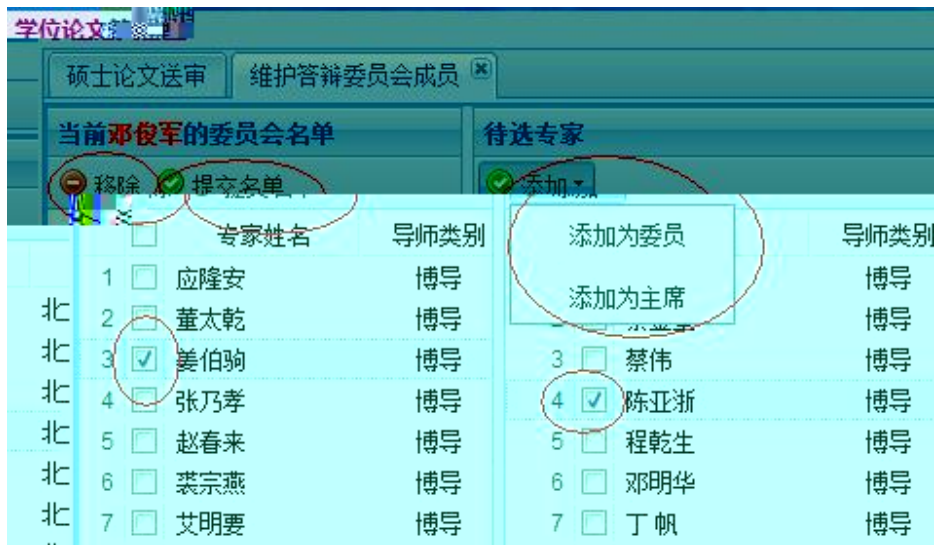 学位论文
硕士论文送审 维护答辩委员会成员
当前邓俊军的委员会名单 待选专家
移除 提交名单 添加
专家姓名 导师类别 添加为委员 导师类别
1 应隆安 博导 博导
添加为主席
北 2 董太乾 博导 博导
北 3 姜伯驹 博导 3 蔡伟 博导
北 4 张乃孝 博导 4 陈亚浙 博导
北 5 赵春来 博导 5 程乾生 博导
北 6 裘宗燕 博导 6 邓明华 博导
北 7 艾明要 博导 7 丁帆 博导